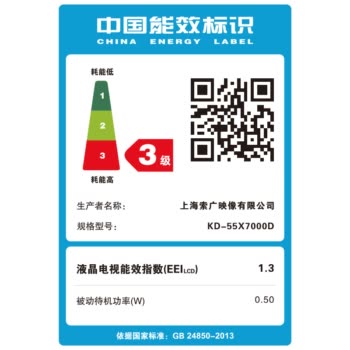 中国能效标识
CHINA ENERGY LABEL
耗能低
1
2
3
3级
耗能高
生产者名称： 上海索广映像有限公司
规格型号： KD-55X7000D
液晶电视能效指数(EEILCD) 1.3
被动待机功率(W) 0.50
依据国家标准：GB 24850-2013